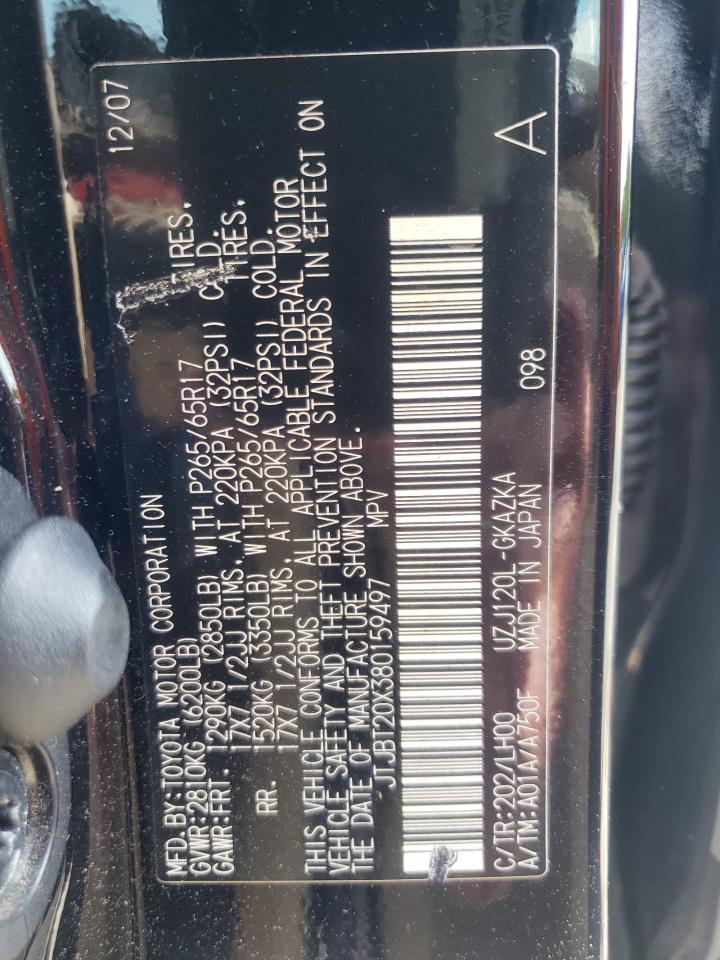 12/07
MFD.BY:TOYOTA MOTOR CORPORATION
GVWR:2810KG (6200LB)
GAWR:FRT. 1290KG (2850LB) WITH P265/65R17 TIRES.
17X7 1/2JJ RIMS, AT 220KPA (32PSI) COLD.
RR. 1520KG (3350LB) WITH P265/65R17 TIRES.
17X7 1/2JJ RIMS, AT 220KPA (32PSI) COLD.
THIS VEHICLE CONFORMS TO ALL APPLICABLE FEDERAL MOTOR
VEHICLE SAFETY AND THEFT PREVENTION STANDARDS IN EFFECT ON
THE DATE OF MANUFACTURE SHOWN ABOVE.
JTJBT20X380159497 MPV
C/TR:202/LH00 UZJ120L-GKAZKA
A/TM:A01A/A750F MADE IN JAPAN
098
A